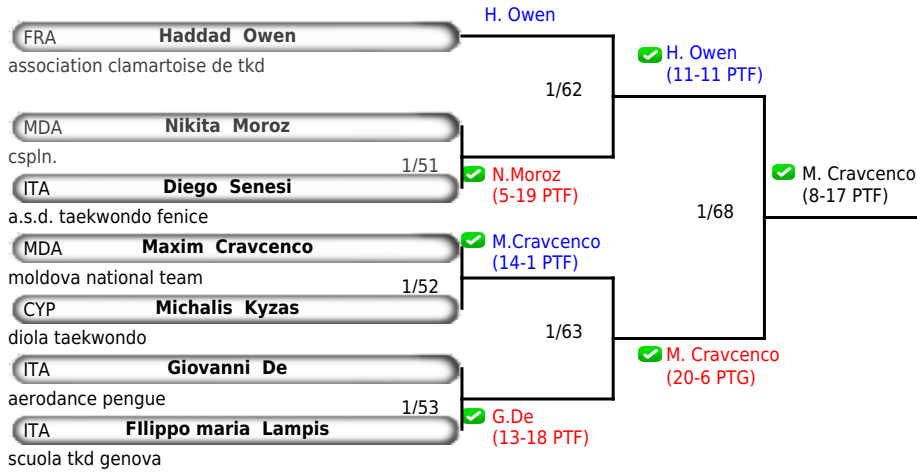 H. Owen
FRA Haddad Owen
association clamartoise de tkd
H. Owen
(11-11 PTF)
1/62
MDA Nikita Moroz
cspln.
1/51
ITA Diego Senesi
a.s.d. taekwondo fenice
N.Moroz
(5-19 PTF)
M. Cravcenco
(8-17 PTF)
1/68
MDA Maxim Cravcenco
moldova national team
M.Cravcenco
(14-1 PTF)
1/52
CYP Michalis Kyzas
diola taekwondo
1/63
ITA Giovanni De
aerodance pengue
M. Cravcenco
(20-6 PTG)
1/53
ITA FIlippo maria Lampis
scuola tkd genova
G.De
(13-18 PTF)